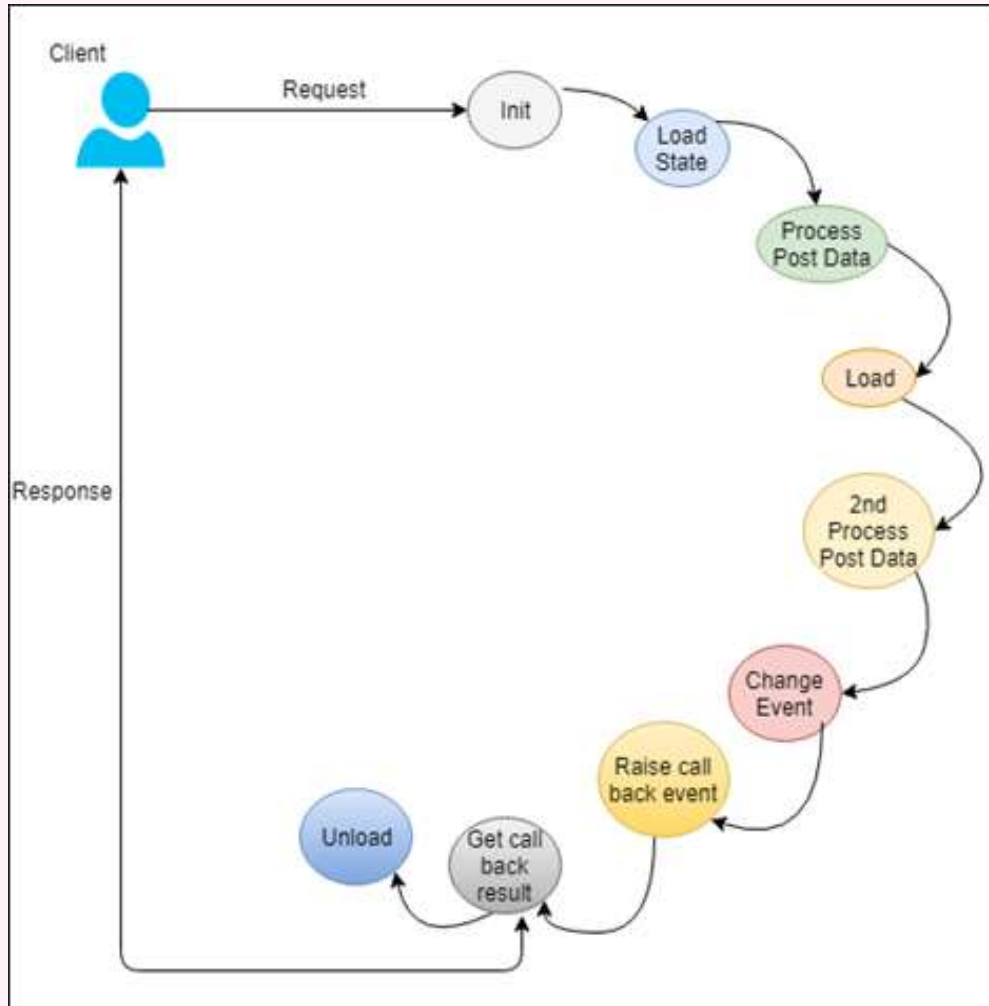 Client
Request
Init
Load
State
Process
Post Data
Load
2nd
Process
Post Data
Change
Event
Raise call
back event
Get call
back
result
Unload
Response